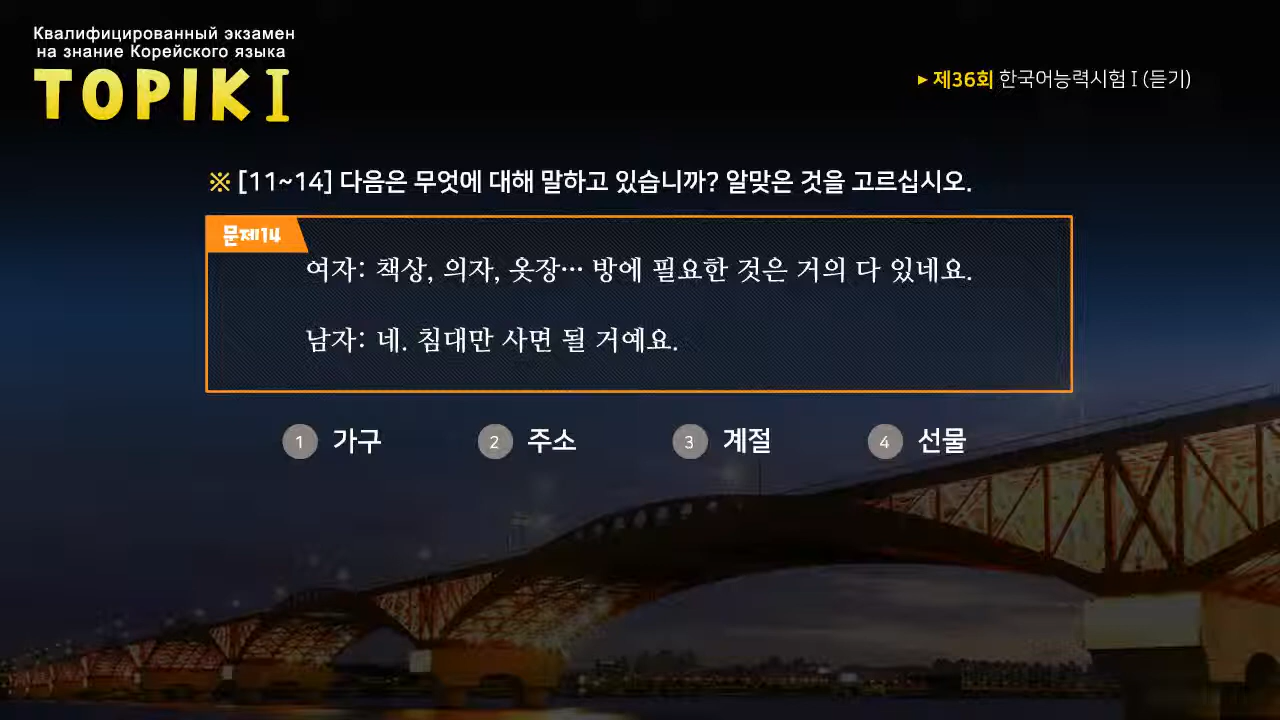 Квалифицированный экзамен
на знание Корейского языка
TOPIK I
▸ 제36회 한국어능력시험 I (듣기)
※ [11~14] 다음은 무엇에 대해 말하고 있습니까? 알맞은 것을 고르십시오.
문제14
여자: 책상, 의자, 옷장… 방에 필요한 것은 거의 다 있네요.
남자: 네. 침대만 사면 될 거예요.
1 가구 2 주소 3 계절 4 선물